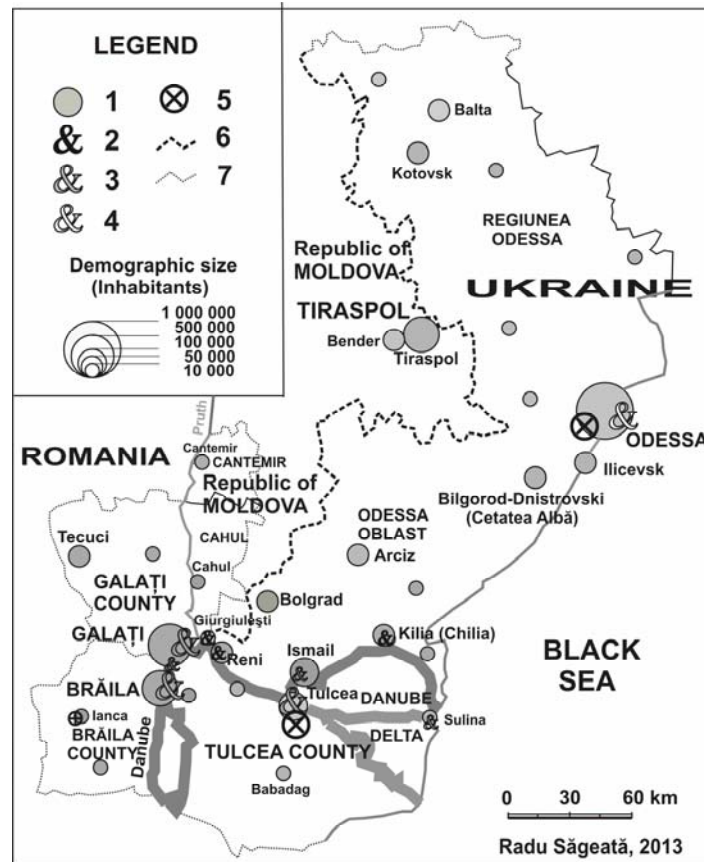 LEGEND
1
5
& 2
6
& 3
7
& 4
Demographic size
(Inhabitants)
1 000 000
500 000
100 000
50 000
10 000
Balta
Kotovsk
REGIUNEA
ODESSA
Republic of
MOLDOVA
UKRAINE
TIRASPOL
Bender
Tiraspol
&
ODESSA
Ilicevsk
Bilgorod-Dnistrovski
(Cetatea Albă)
Pruth
ROMANIA
Cantemir
CANTEMIR
Republic of
MOLDOVA
CAHUL
Cahul
ODESSA
OBLAST
Arciz
Tecuci
GALAȚI
COUNTY
Bolgrad
Giurgiulești
&
GALAȚI
&
&
Reni
&
Kilia (Chilia)
&
Ismail
&
BLACK
SEA
BRĂILA
&
&
Tulcea
&
DANUBE
DELTA
Sulina
&
Ianca
BRĂILA
COUNTY
Danube
TULCEA COUNTY
Babadag
0 30 60 km
Radu Săgeată, 2013